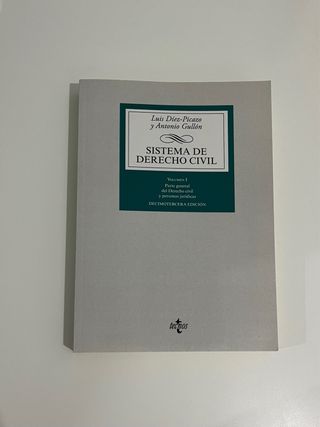 Luis Díez-Picazo
y Antonio Gullón
SISTEMA DE
DERECHO CIVIL
Volumen I
Parte general
del Derecho civil
y personas jurídicas
DECIMOTERCERA EDICIÓN
tecnos